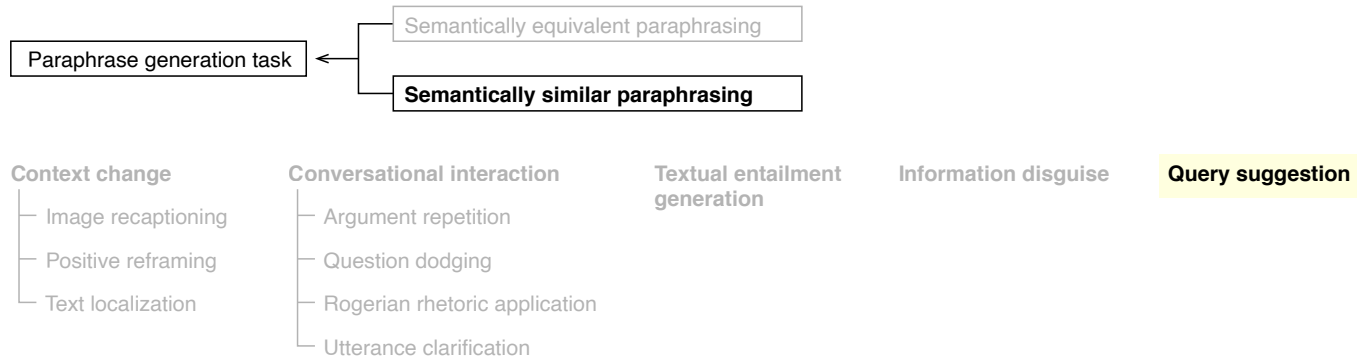 Semantically equivalent paraphrasing
Paraphrase generation task
Semantically similar paraphrasing
Context change
Image recaptioning
Positive reframing
Text localization
Conversational interaction
Argument repetition
Question dodging
Rogerian rhetoric application
Utterance clarification
Textual entailment
generation
Information disguise
Query suggestion